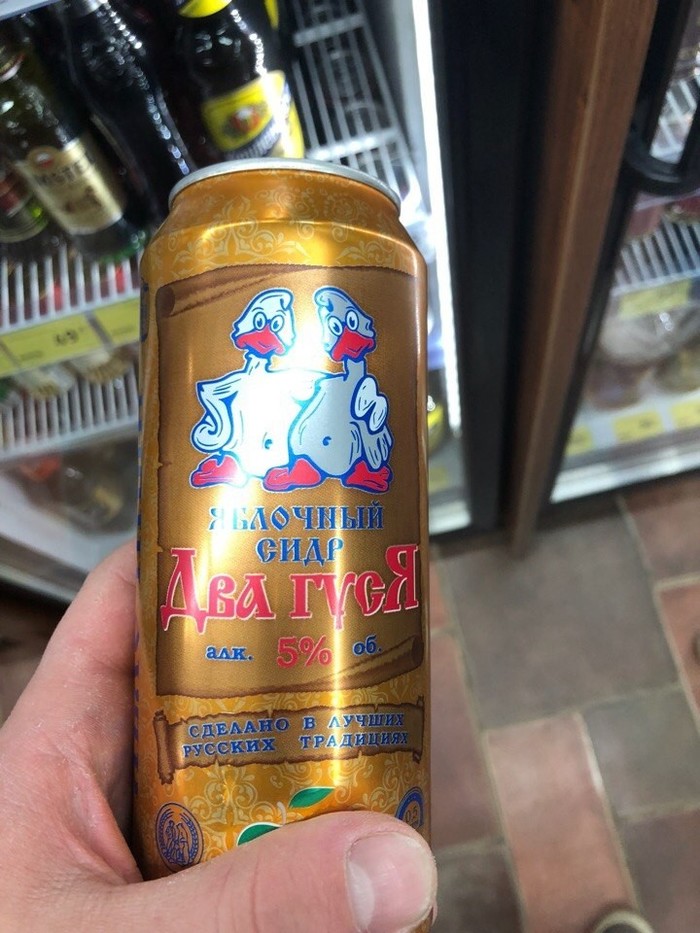 ЯБЛОЧНЫЙ
СИДР
Два гусЯ
алк. 5% об.
СДЕЛАНО В ЛУЧШИХ
РУССКИХ ТРАДИЦИЯХ